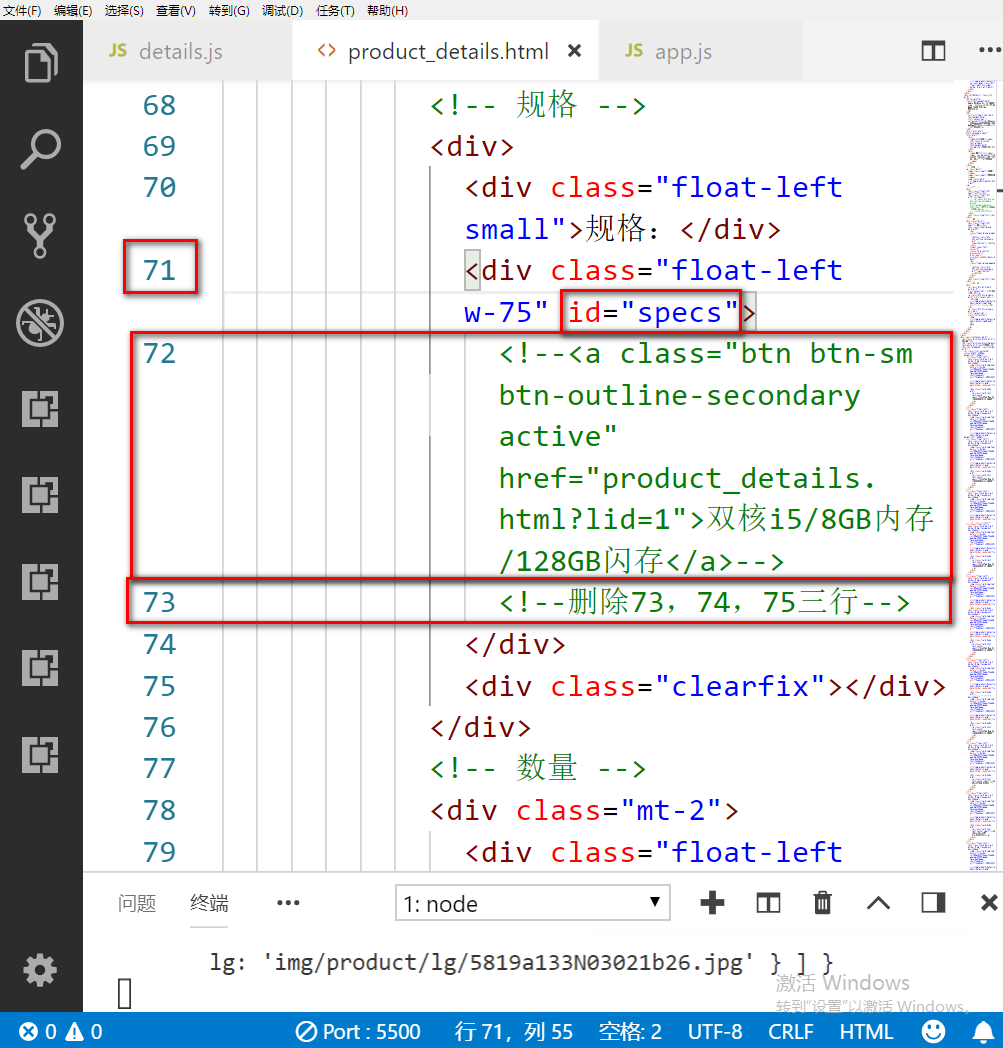 文件(F) 编辑(E) 选择(S) 查看(V) 转到(G) 调试(D) 任务(T) 帮助(H)
JS details.js <> product_details.html × JS app.js ...
68 <!-- 规格 -->
69 <div>
70 <div class="float-left
small">规格：</div>
71 <div class="float-left
w-75" id="specs">
72 <!--<a class="btn btn-sm
btn-outline-secondary
active"
href="product_details.
html?lid=1">双核i5/8GB内存
/128GB闪存</a>-->
73 <!--删除73，74，75三行-->
74 </div>
75 <div class="clearfix"></div>
76 </div>
77 <!-- 数量 -->
78 <div class="mt-2">
79 <div class="float-left
问题 终端 ... 1: node
lg: 'img/product/lg/5819a133N03021b26.jpg' } ] }
激活 Windows
转到"设置"以激活 Windows。
0 0 Port : 5500 行 71，列 55 空格: 2 UTF-8 CRLF HTML